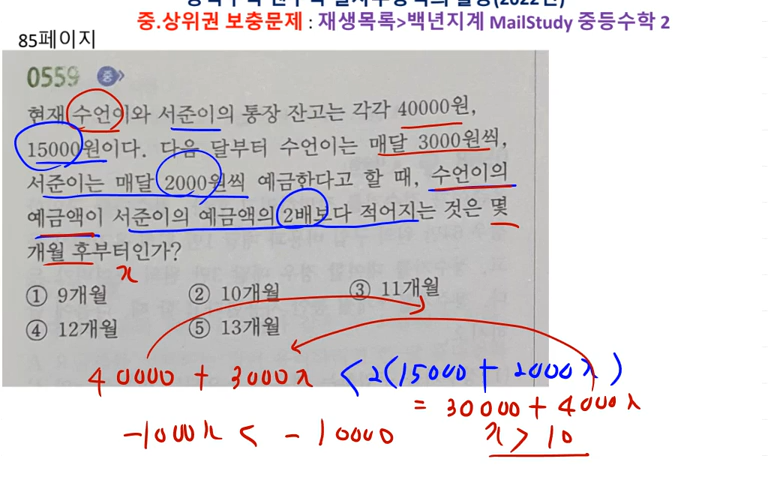 중.상위권 보충문제 : 재생목록>백년지계 MailStudy 중등수학 2
85페이지
0559 중
현재 수언이와 서준이의 통장 잔고는 각각 40000원,
15000원이다. 다음 달부터 수언이는 매달 3000원씩,
서준이는 매달 2000원씩 예금한다고 할 때, 수언이의
예금액이 서준이의 예금액의 2배보다 적어지는 것은 몇
개월 후부터인가?
x
① 9개월 ② 10개월 ③ 11개월
④ 12개월 ⑤ 13개월
40000 + 3000x < 2(15000 + 2000x)
= 30000 + 4000x
-1000x < -10000 x > 10